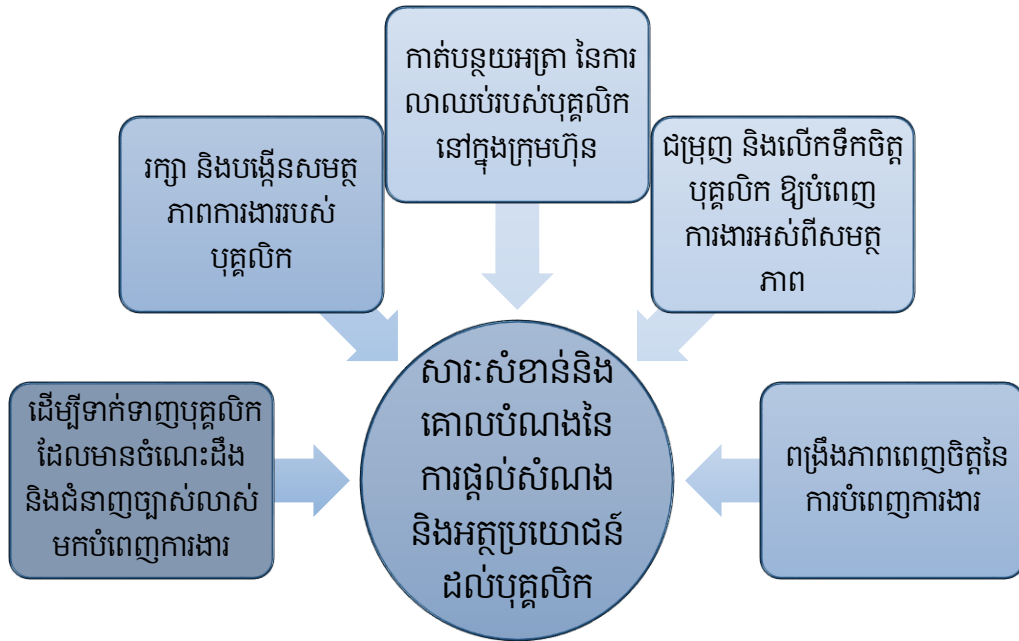 កាត់បន្ថយអត្រា នៃការ
លាឈប់របស់បុគ្គលិក
នៅក្នុងក្រុមហ៊ុន
រក្សា និងបង្កើនសមត្ថ
ភាពការងាររបស់
បុគ្គលិក
ជម្រុញ និងលើកទឹកចិត្ត
បុគ្គលិក ឱ្យបំពេញ
ការងារអស់ពីសមត្ថ
ភាព
ដើម្បីទាក់ទាញបុគ្គលិក
ដែលមានចំណេះដឹង
និងជំនាញច្បាស់លាស់
មកបំពេញការងារ
សារៈសំខាន់និង
គោលបំណងនៃ
ការផ្តល់សំណង
និងអត្ថប្រយោជន៍
ដល់បុគ្គលិក
ពង្រឹងភាពពេញចិត្តនៃ
ការបំពេញការងារ